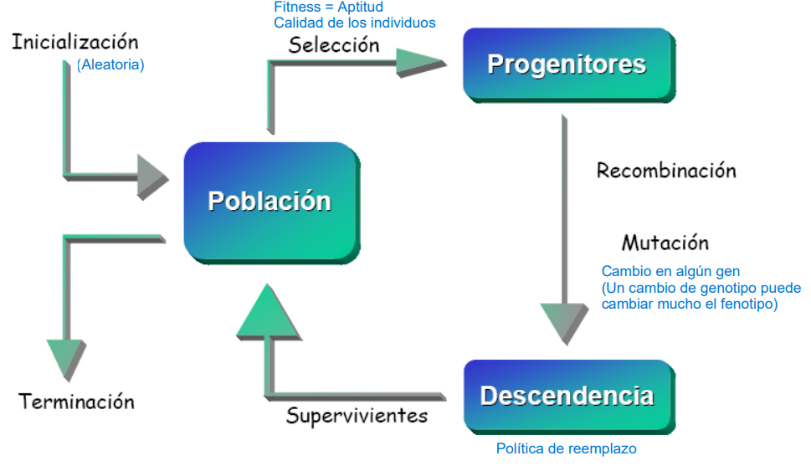 Fitness = Aptitud
Calidad de los individuos
Inicialización
(Aleatoria)
Selección
Progenitores
Población
Recombinación
Mutación
Cambio en algún gen
(Un cambio de genotipo puede
cambiar mucho el fenotipo)
Terminación
Supervivientes
Descendencia
Política de reemplazo